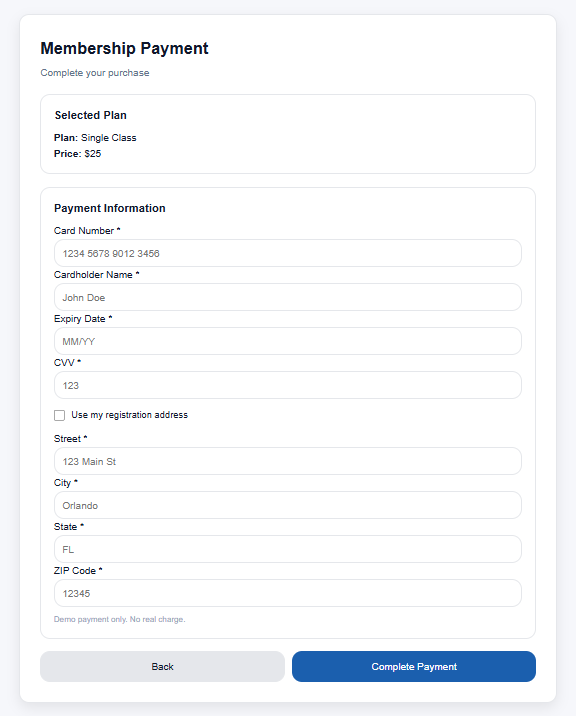 Membership Payment
Complete your purchase
Selected Plan
Plan: Single Class
Price: $25
Payment Information
Card Number *
1234 5678 9012 3456
Cardholder Name *
John Doe
Expiry Date *
MM/YY
CVV *
123
Use my registration address
Street *
123 Main St
City *
Orlando
State *
FL
ZIP Code *
12345
Demo payment only. No real charge.
Back
Complete Payment